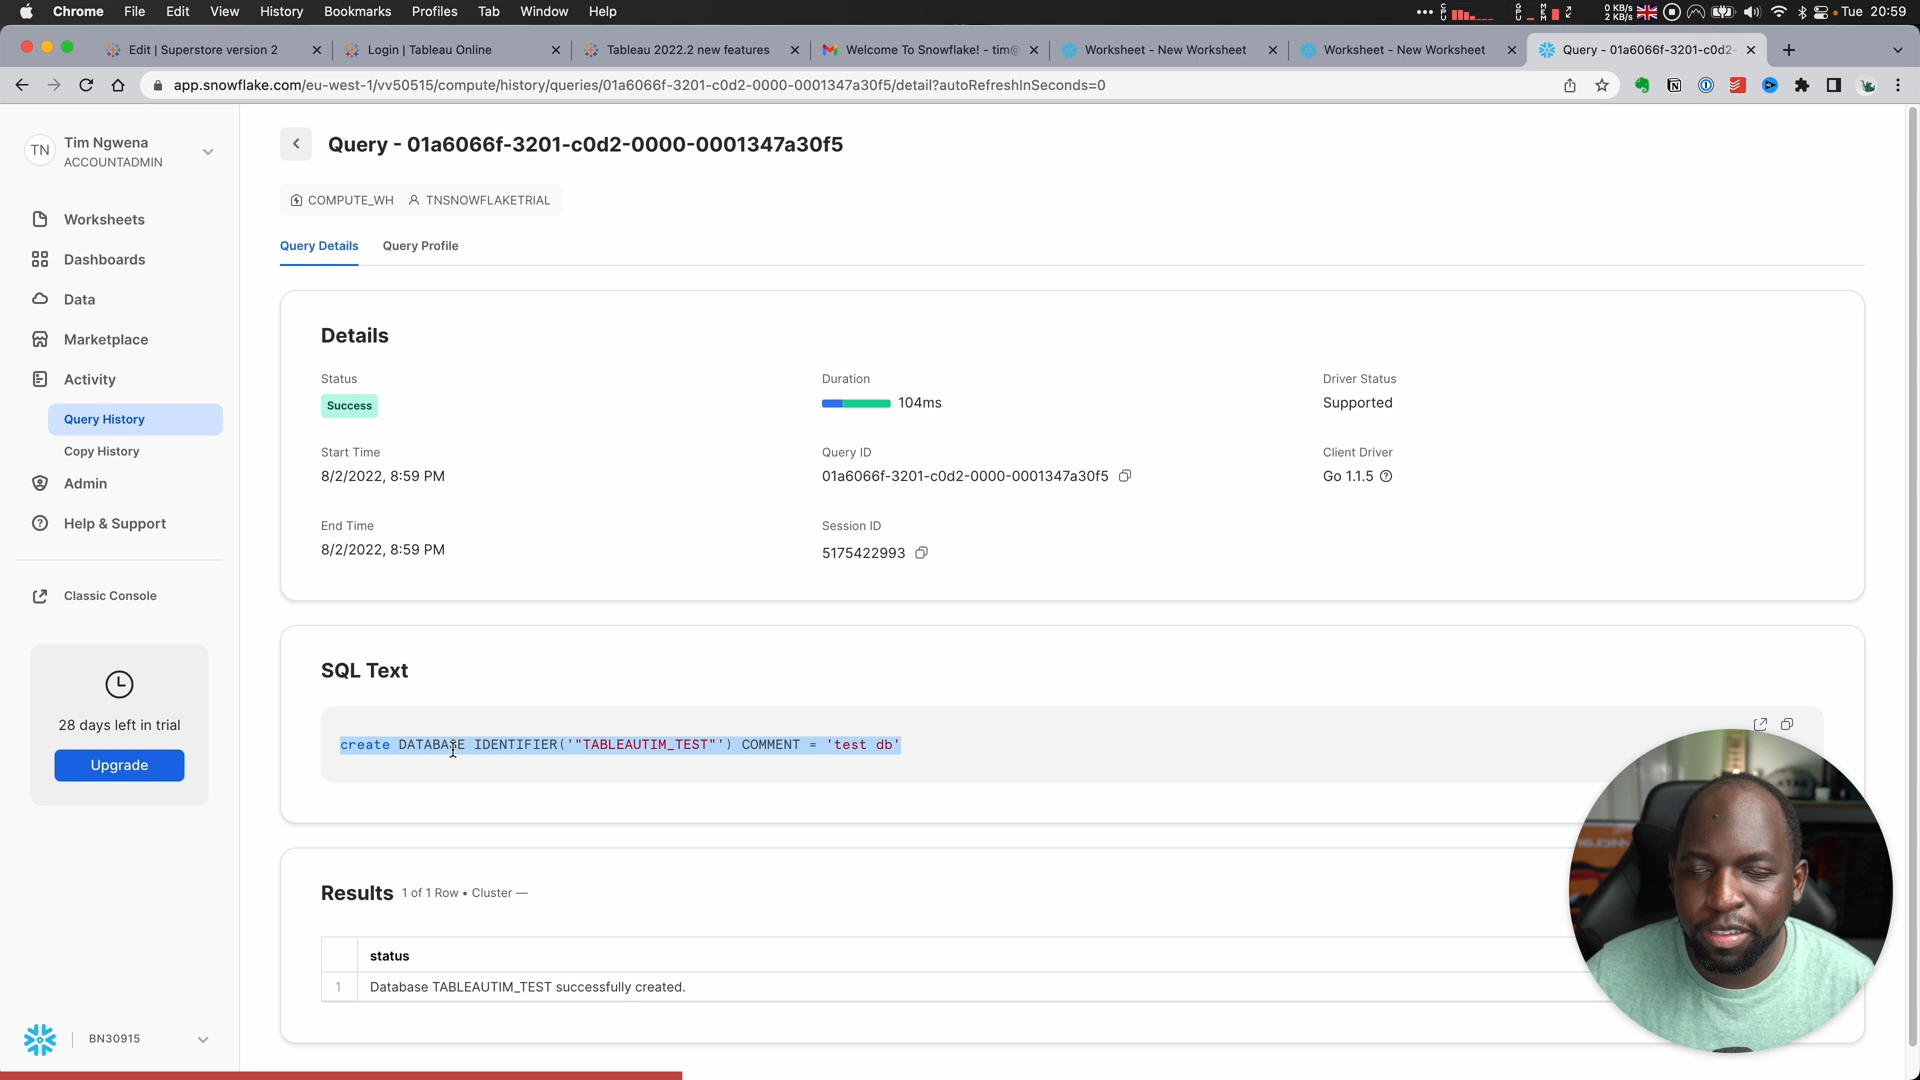 Chrome File Edit View History Bookmarks Profiles Tab Window Help
0 KB/s
2 KB/s
Tue 20:59
Edit | Superstore version 2
Login | Tableau Online
Tableau 2022.2 new features
Welcome To Snowflake! - tim@
Worksheet - New Worksheet
Worksheet - New Worksheet
Query - 01a6066f-3201-c0d2-
app.snowflake.com/eu-west-1/vv50515/compute/history/queries/01a6066f-3201-c0d2-0000-0001347a30f5/detail?autoRefreshInSeconds=0
TN
Tim Ngwena
ACCOUNTADMIN
Worksheets
Dashboards
Data
Marketplace
Activity
Query History
Copy History
Admin
Help & Support
Classic Console
28 days left in trial
Upgrade
BN30915
Query - 01a6066f-3201-c0d2-0000-0001347a30f5
COMPUTE_WH TNSNOWFLAKETRIAL
Query Details Query Profile
Details
Status
Success
Duration
104ms
Driver Status
Supported
Start Time
8/2/2022, 8:59 PM
Query ID
01a6066f-3201-c0d2-0000-0001347a30f5
Client Driver
Go 1.1.5
End Time
8/2/2022, 8:59 PM
Session ID
5175422993
SQL Text
create DATABASE IDENTIFIER('"TABLEAUTIM_TEST"') COMMENT = 'test db'
Results 1 of 1 Row • Cluster —
status
1 Database TABLEAUTIM_TEST successfully created.